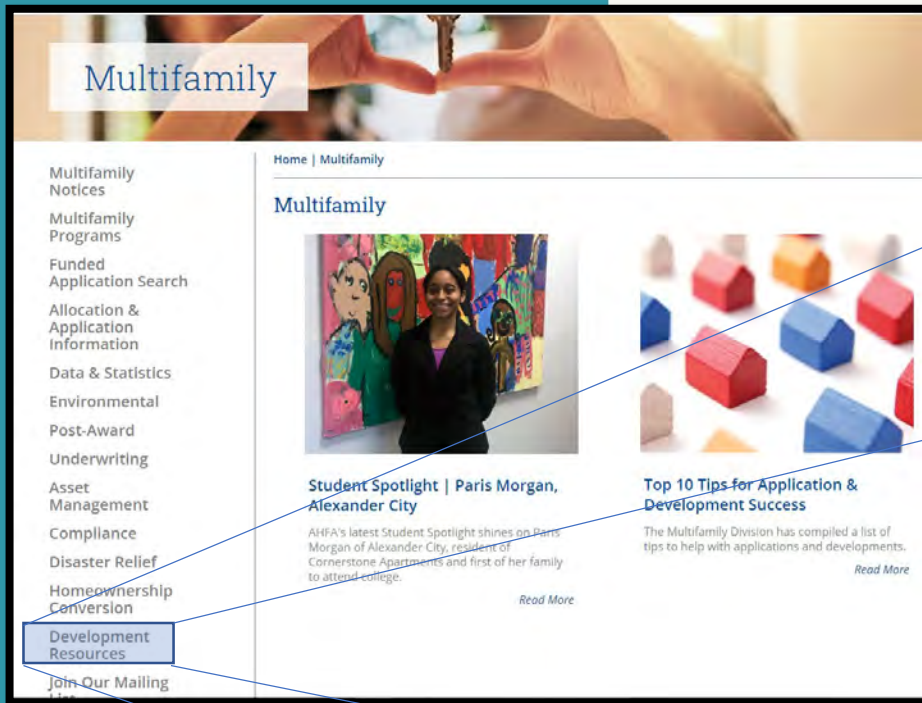 Multifamily
Home | Multifamily
Multifamily
Notices
Multifamily
Programs
Funded
Application Search
Allocation &
Application
Information
Data & Statistics
Environmental
Post-Award
Underwriting
Asset
Management
Compliance
Disaster Relief
Homeownership
Conversion
Development
Resources
Join Our Mailing
List
Multifamily
Student Spotlight | Paris Morgan,
Alexander City
AHFA's latest Student Spotlight shines on Paris
Morgan of Alexander City, resident of
Cornerstone Apartments and first of her family
to attend college.
Read More
Top 10 Tips for Application &
Development Success
The Multifamily Division has compiled a list of
tips to help with applications and developments.
Read More